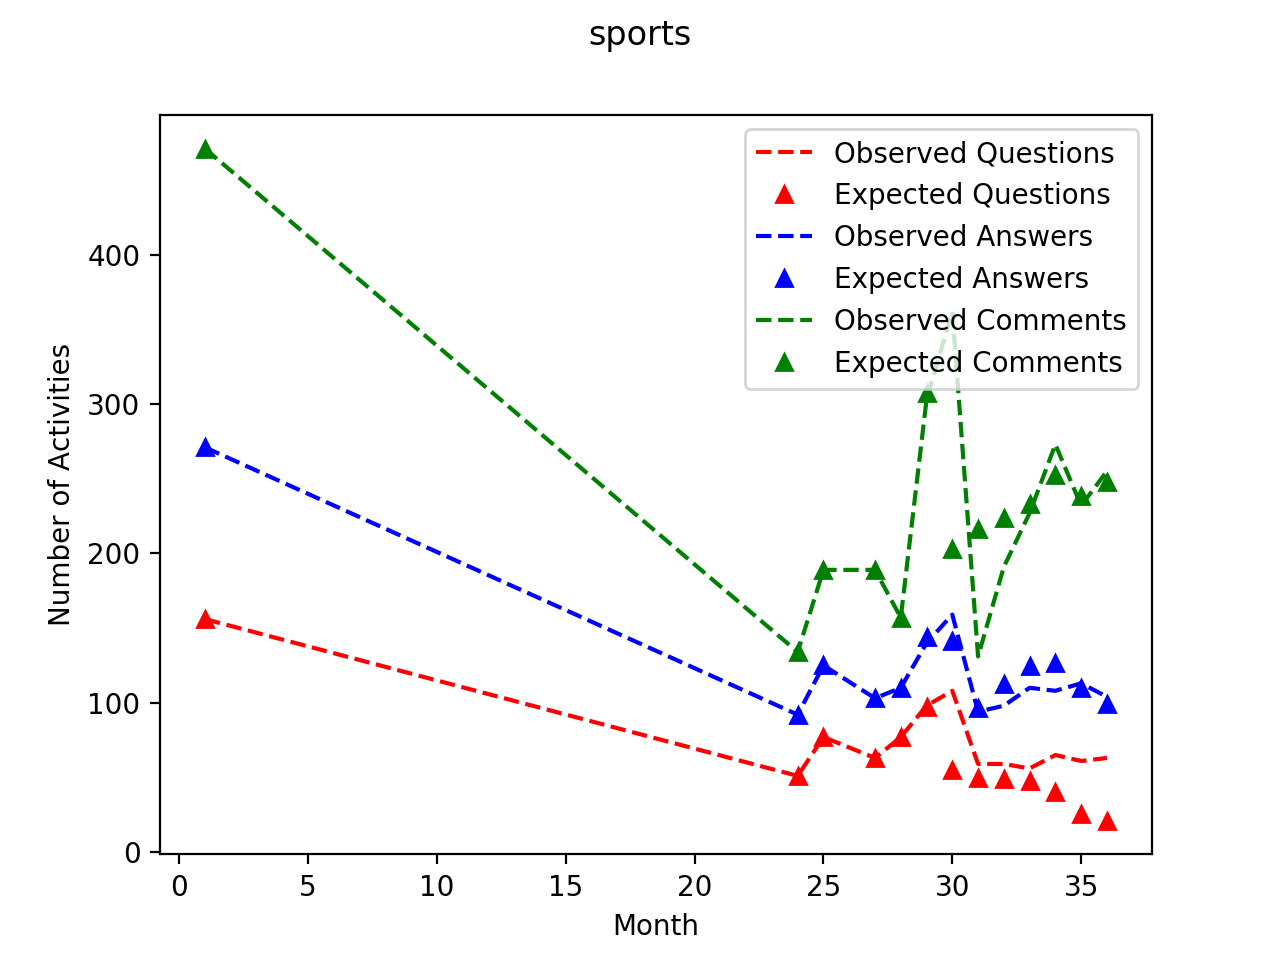 sports
Observed Questions
Expected Questions
Observed Answers
Expected Answers
Observed Comments
Expected Comments
400
300
200
100
0
Number of Activities
0 5 10 15 20 25 30 35
Month